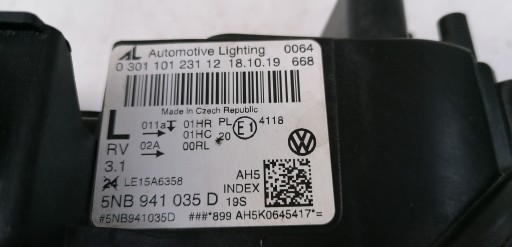 AL Automotive Lighting 0064
0 301 101 231 12 18.10.19 668
Made in Czech Republic
L 011a 01HR PL E1 4118
01HC 20
RV 02A 00RL
3.1
24 LE15A6358 AH5
INDEX
5NB 941 035 D 19S
#5NB941035D ###*899 AH5K0645417*=